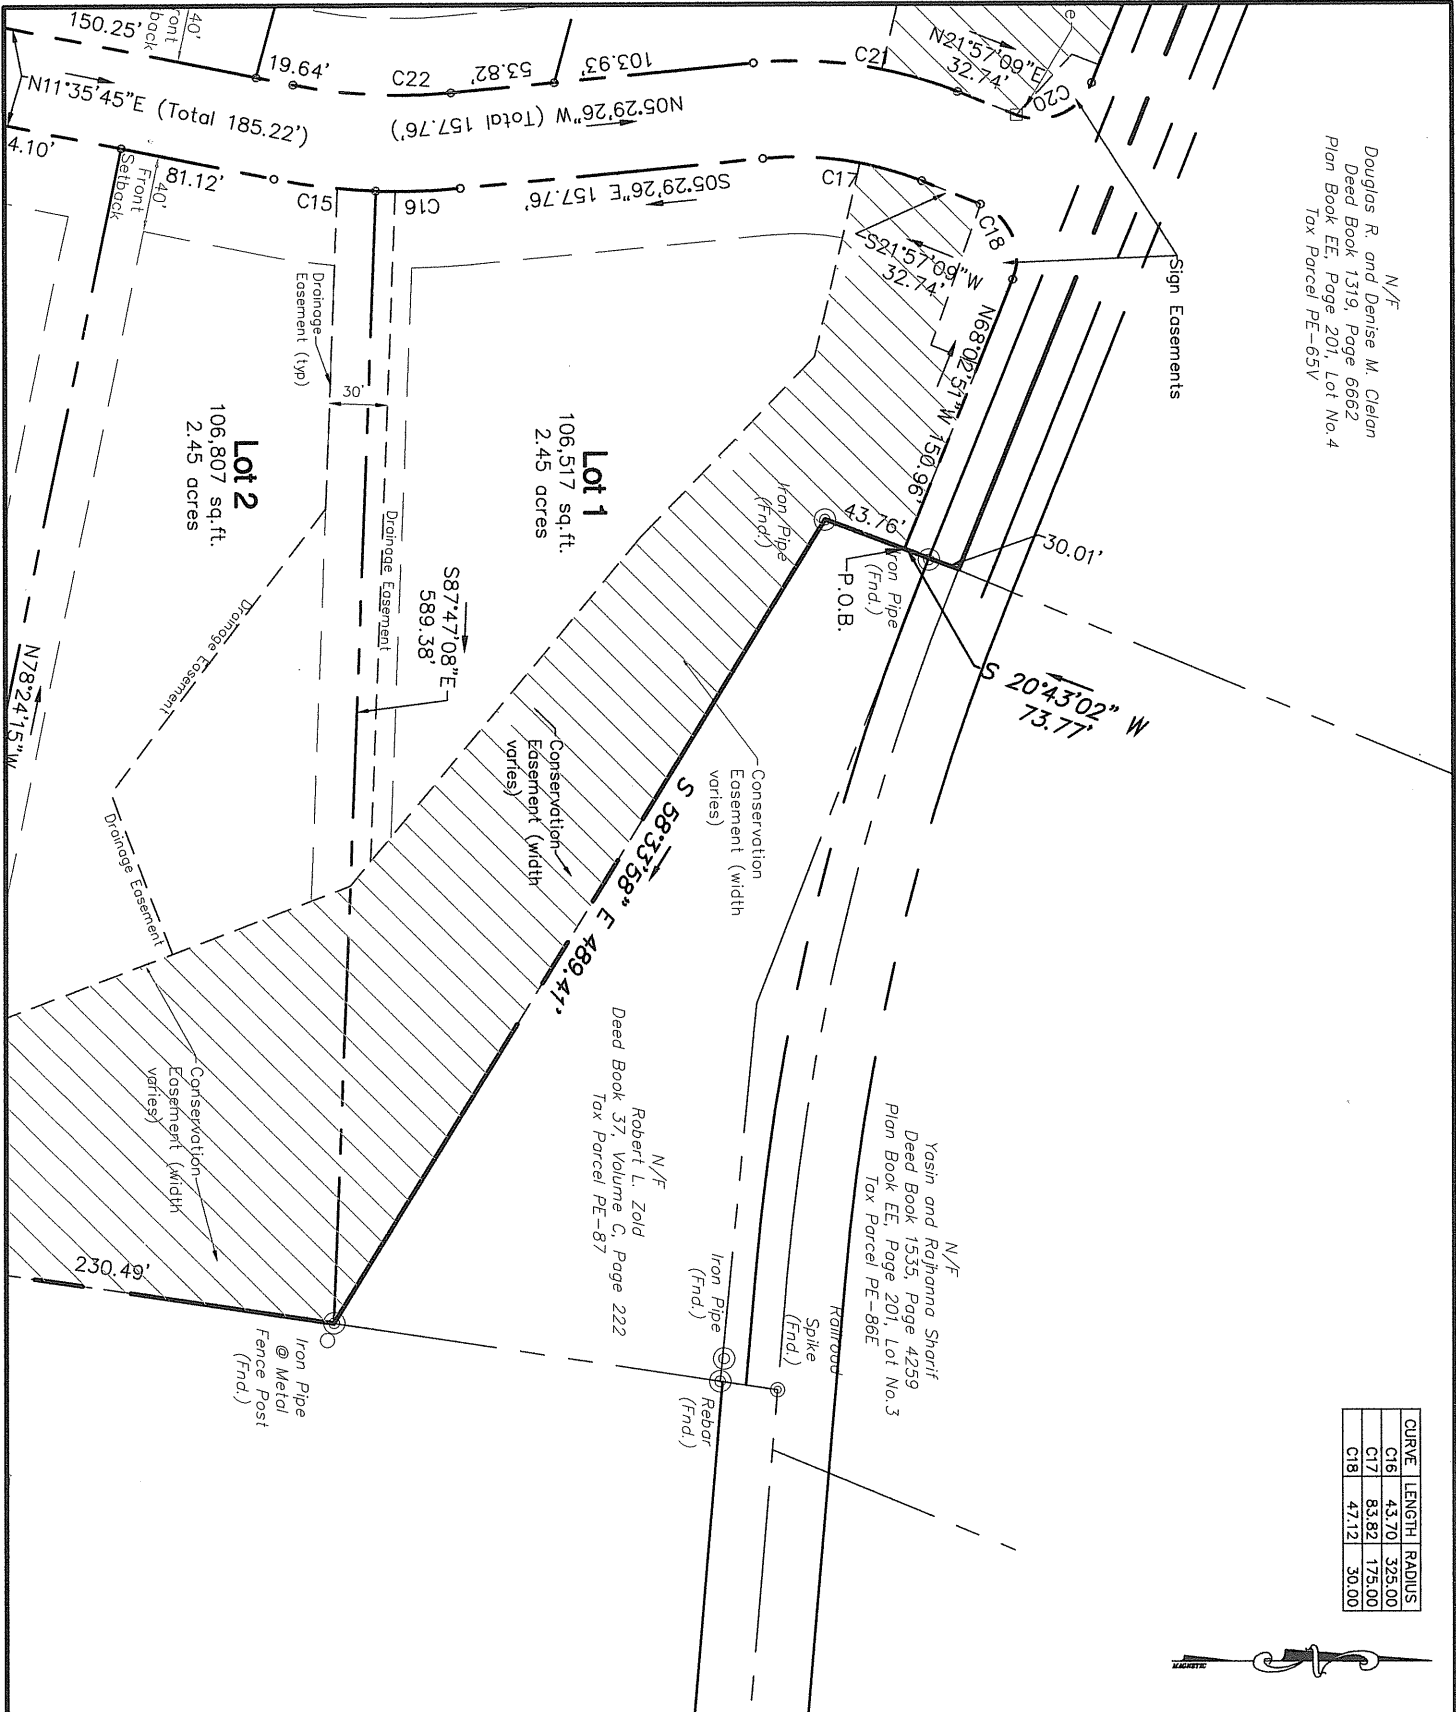 N/F
Douglas R. and Denise M. Clelan
Deed Book 1319, Page 6662
Plan Book EE, Page 201, Lot No.4
Tax Parcel PE-65V
CURVE LENGTH RADIUS
C16 43.70 325.00
C17 83.82 175.00
C18 47.12 30.00
MAGNETIC
150.25'
40'
ront
back
19.64'
C22
53.82'
103.93'
C21
N21°57'09"E
32.74'
C20
e
N11°35'45"E (Total 185.22')
N05°29'26"W (Total 157.76')
4.10'
81.12'
40'
Front
Setback
C15
C16
S05°29'26"E 157.76'
C17
C18
S21°57'09"W
32.74'
Sign Easements
N68°02'51"W 150.96'
Drainage
Easement (typ)
30'
Drainage Easement
Lot 1
106,517 sq.ft.
2.45 acres
Lot 2
106,807 sq.ft.
2.45 acres
Iron Pipe
(Fnd.)
43.76'
30.01'
Iron Pipe
(Fnd.)
P.O.B.
S 20°43'02" W
73.77'
S87°47'08"E
589.38'
Drainage Easement
Drainage Easement
N78°24'15"W
Conservation
Easement (width
varies)
Conservation
Easement (width
varies)
S 58°33'58" E 489.41'
N/F
Robert L. Zold
Deed Book 37, Volume C, Page 222
Tax Parcel PE-87
N/F
Yasin and Rajhanna Sharif
Deed Book 1535, Page 4259
Plan Book EE, Page 201, Lot No.3
Tax Parcel PE-86E
Conservation
Easement (width
varies)
230.49'
Iron Pipe
@ Metal
Fence Post
(Fnd.)
Iron Pipe
(Fnd.)
Railroad
Spike
(Fnd.)
Rebar
(Fnd.)